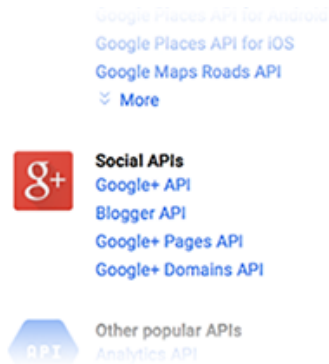 Google Places API for Android
Google Places API for iOS
Google Maps Roads API
More
g+
Social APIs
Google+ API
Blogger API
Google+ Pages API
Google+ Domains API
API
Other popular APIs
Analytics API